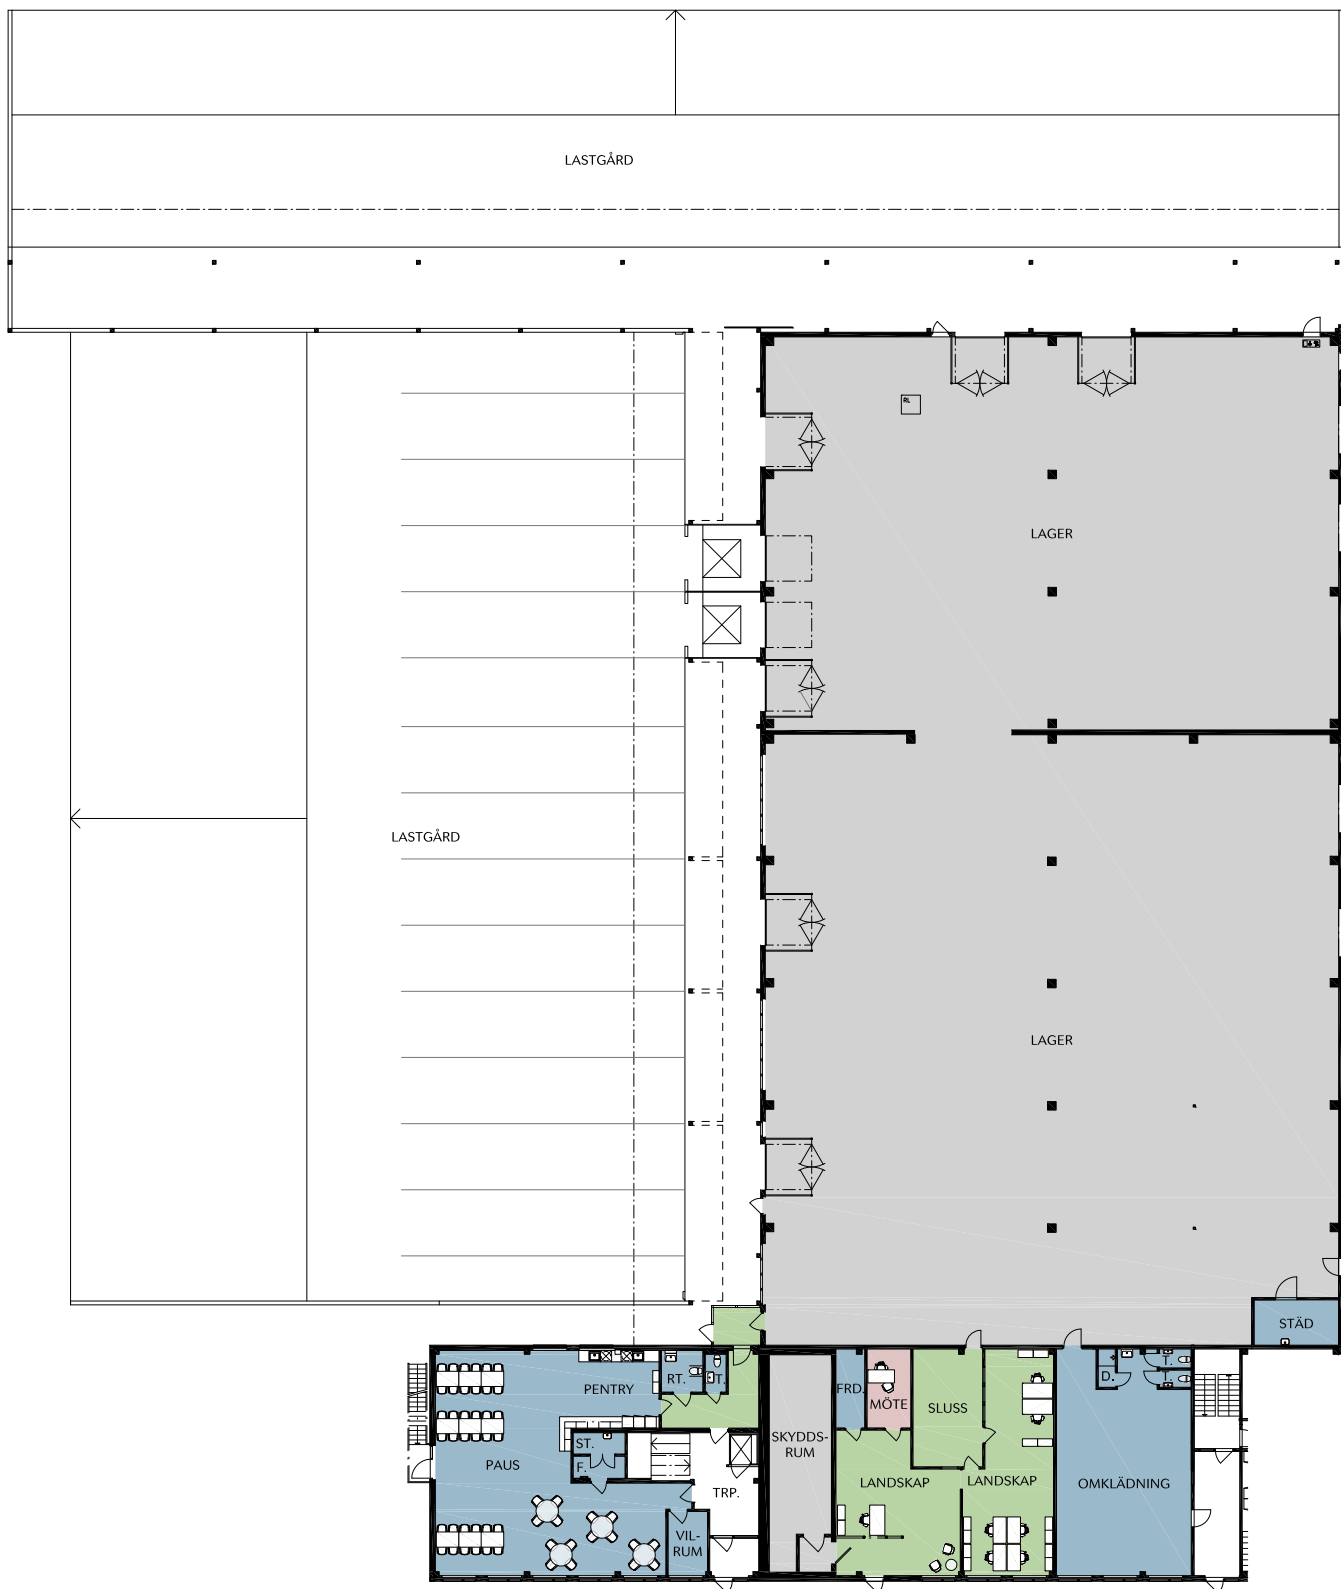 LASTGÅRD
RL
LAGER
LASTGÅRD
LAGER
STÄD
PENTRY
RT.
T.
FRD.
MÖTE
SLUSS
D.
T.
T.
SKYDDS-
RUM
ST.
F.
PAUS
TRP.
LANDSKAP
LANDSKAP
OMKLÄDNING
VIL-
RUM